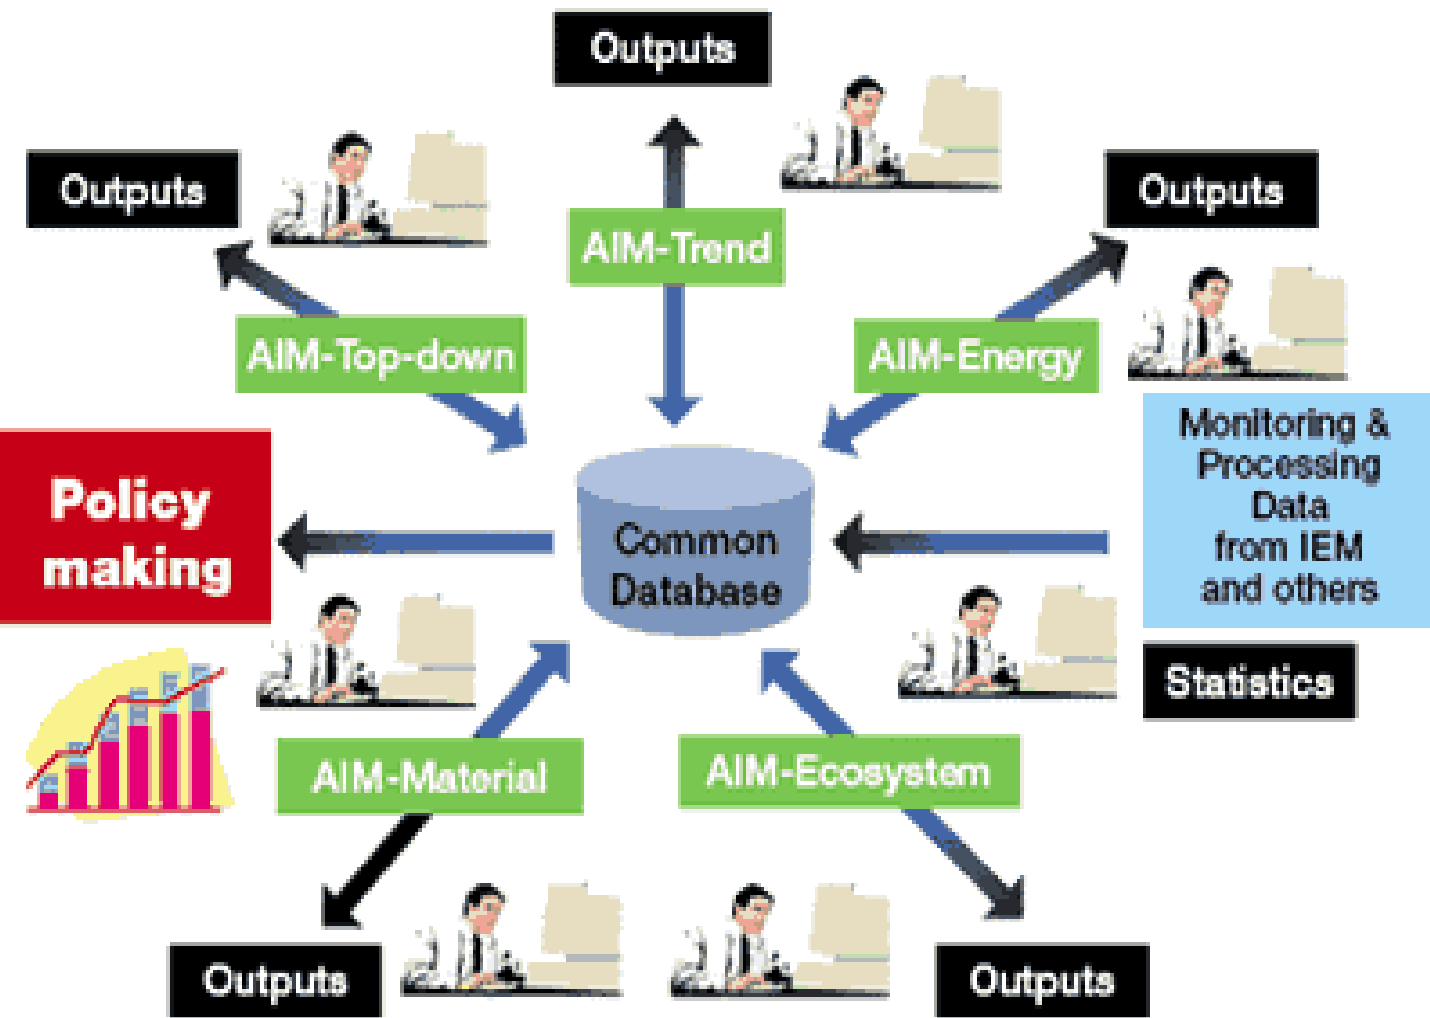 Outputs
Outputs
Outputs
AIM-Trend
AIM-Top-down
AIM-Energy
Policy
making
Common
Database
Monitoring &
Processing
Data
from IEM
and others
Statistics
AIM-Material
AIM-Ecosystem
Outputs
Outputs